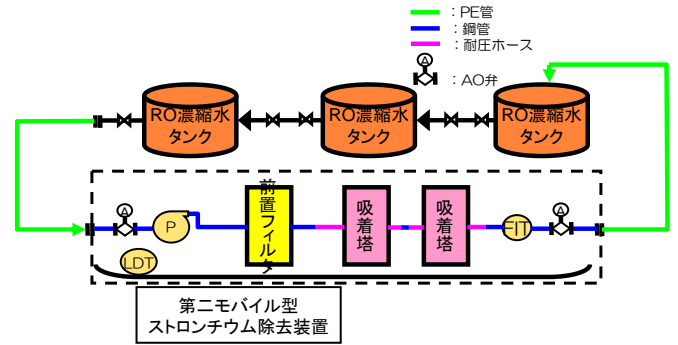 ：PE管
：鋼管
：耐圧ホース
A
：AO弁
RO濃縮水
タンク
RO濃縮水
タンク
RO濃縮水
タンク
A
P
前置フィルタ
吸着塔
吸着塔
FIT
A
LDT
第二モバイル型
ストロンチウム除去装置